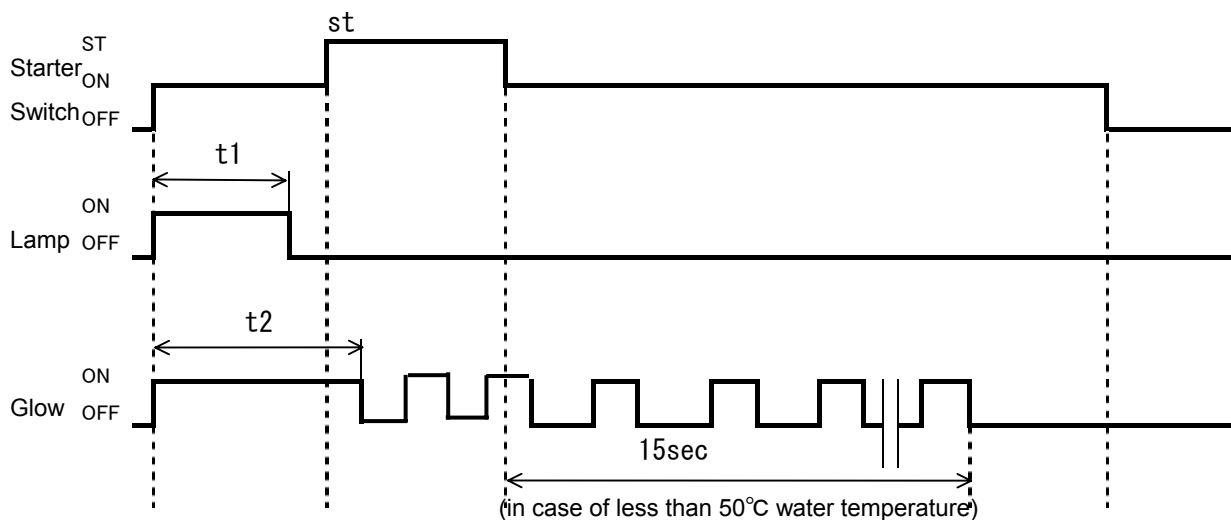 st
ST
Starter
ON
Switch OFF
t1
ON
Lamp OFF
t2
ON
Glow OFF
15sec
(in case of less than 50℃ water temperature)